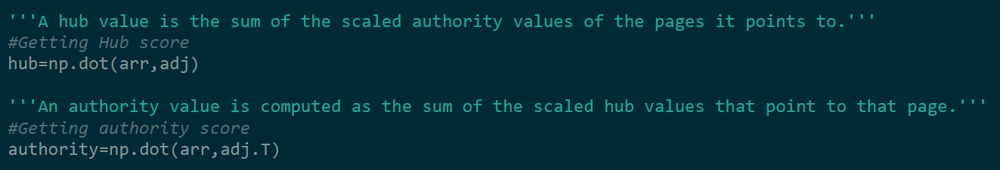 '''A hub value is the sum of the scaled authority values of the pages it points to.'''
#Getting Hub score
hub=np.dot(arr,adj)
'''An authority value is computed as the sum of the scaled hub values that point to that page.'''
#Getting authority score
authority=np.dot(arr,adj.T)